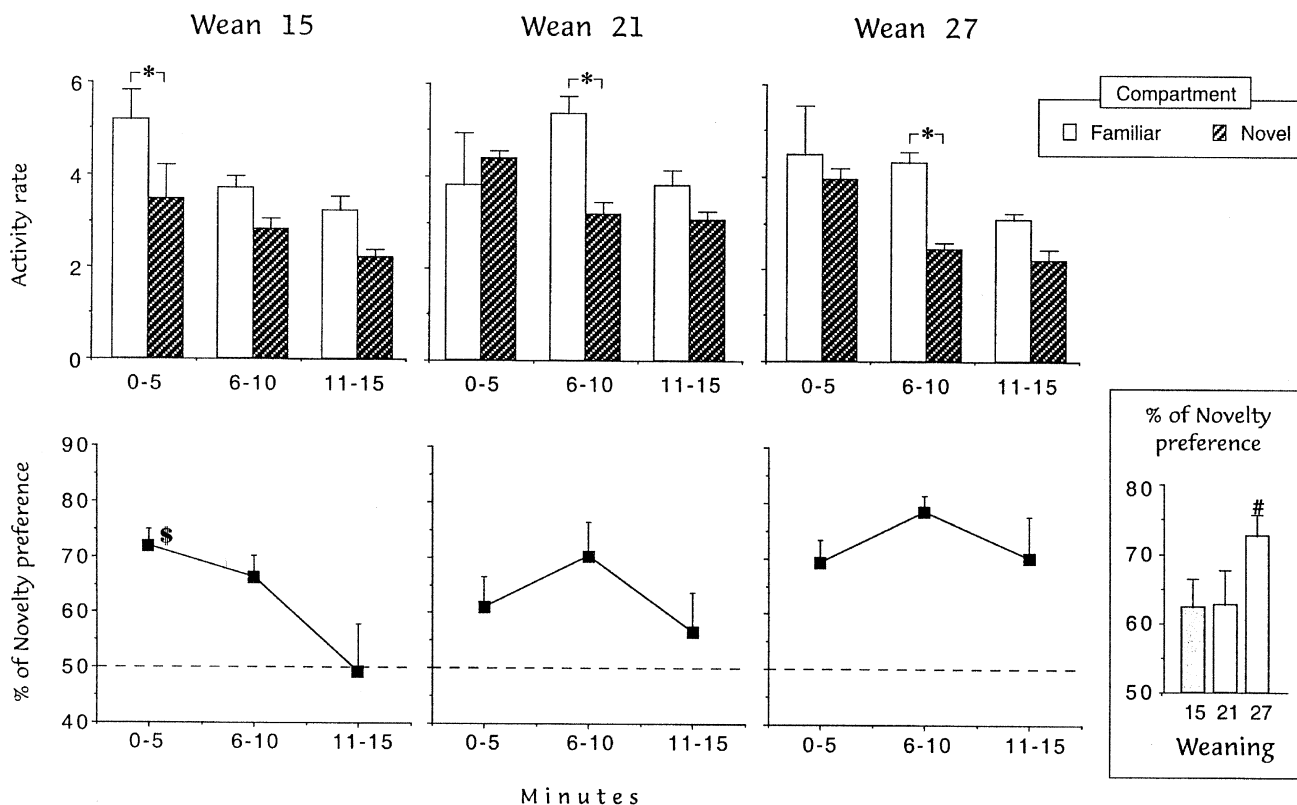 Wean 15 Wean 21 Wean 27
Compartment
Familiar Novel
Activity rate
6
4
2
0
0-5 6-10 11-15 0-5 6-10 11-15 0-5 6-10 11-15
* * *
% of Novelty preference
90
80
70
60
50
40
$
0-5 6-10 11-15 0-5 6-10 11-15 0-5 6-10 11-15
Minutes
% of Novelty
preference
80
70
60
50
#
15 21 27
Weaning